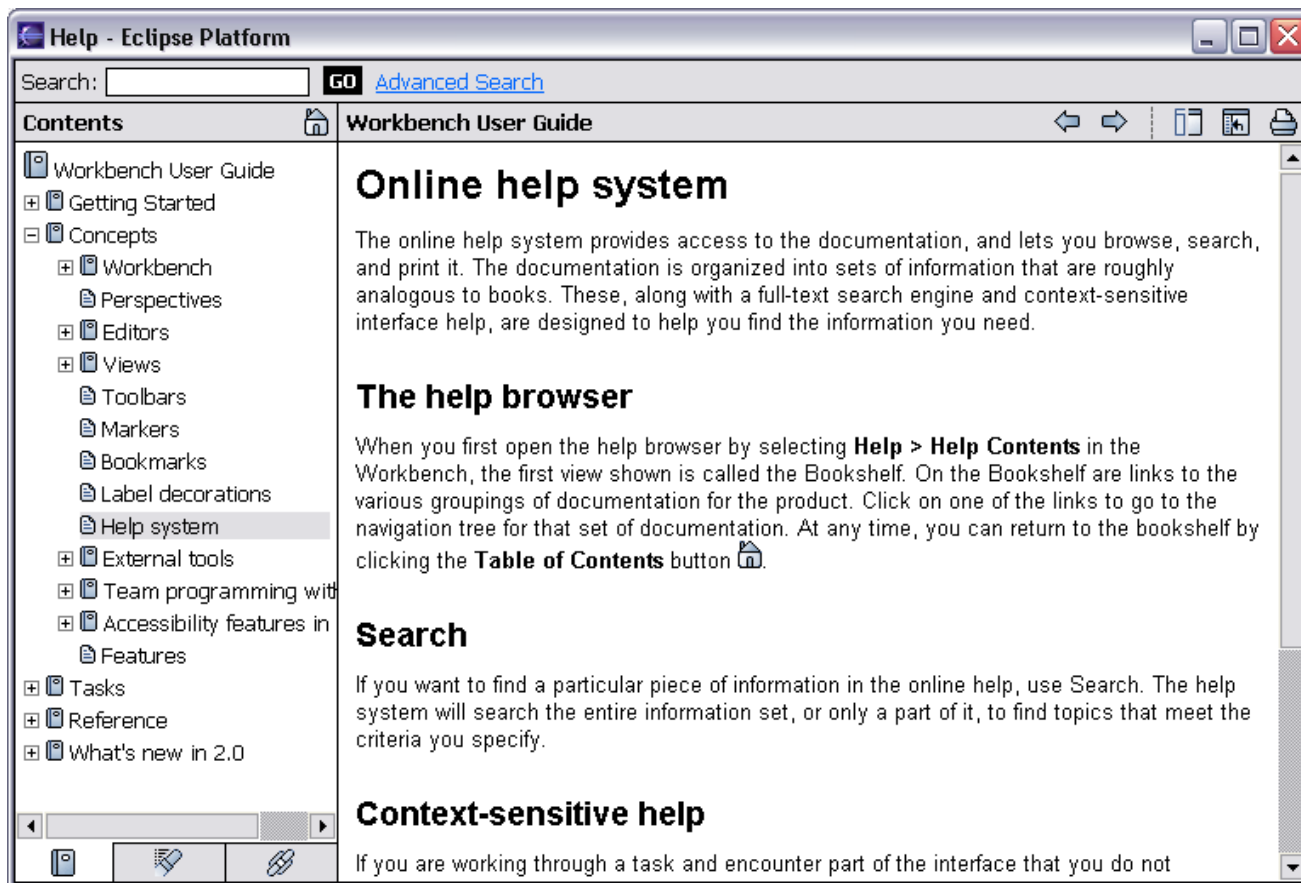 Help - Eclipse Platform
Search: GO Advanced Search
Contents
Workbench User Guide
Getting Started
Concepts
Workbench
Perspectives
Editors
Views
Toolbars
Markers
Bookmarks
Label decorations
Help system
External tools
Team programming with
Accessibility features in
Features
Tasks
Reference
What's new in 2.0
Workbench User Guide
Online help system
The online help system provides access to the documentation, and lets you browse, search,
and print it. The documentation is organized into sets of information that are roughly
analogous to books. These, along with a full-text search engine and context-sensitive
interface help, are designed to help you find the information you need.
The help browser
When you first open the help browser by selecting Help > Help Contents in the
Workbench, the first view shown is called the Bookshelf. On the Bookshelf are links to the
various groupings of documentation for the product. Click on one of the links to go to the
navigation tree for that set of documentation. At any time, you can return to the bookshelf by
clicking the Table of Contents button .
Search
If you want to find a particular piece of information in the online help, use Search. The help
system will search the entire information set, or only a part of it, to find topics that meet the
criteria you specify.
Context-sensitive help
If you are working through a task and encounter part of the interface that you do not